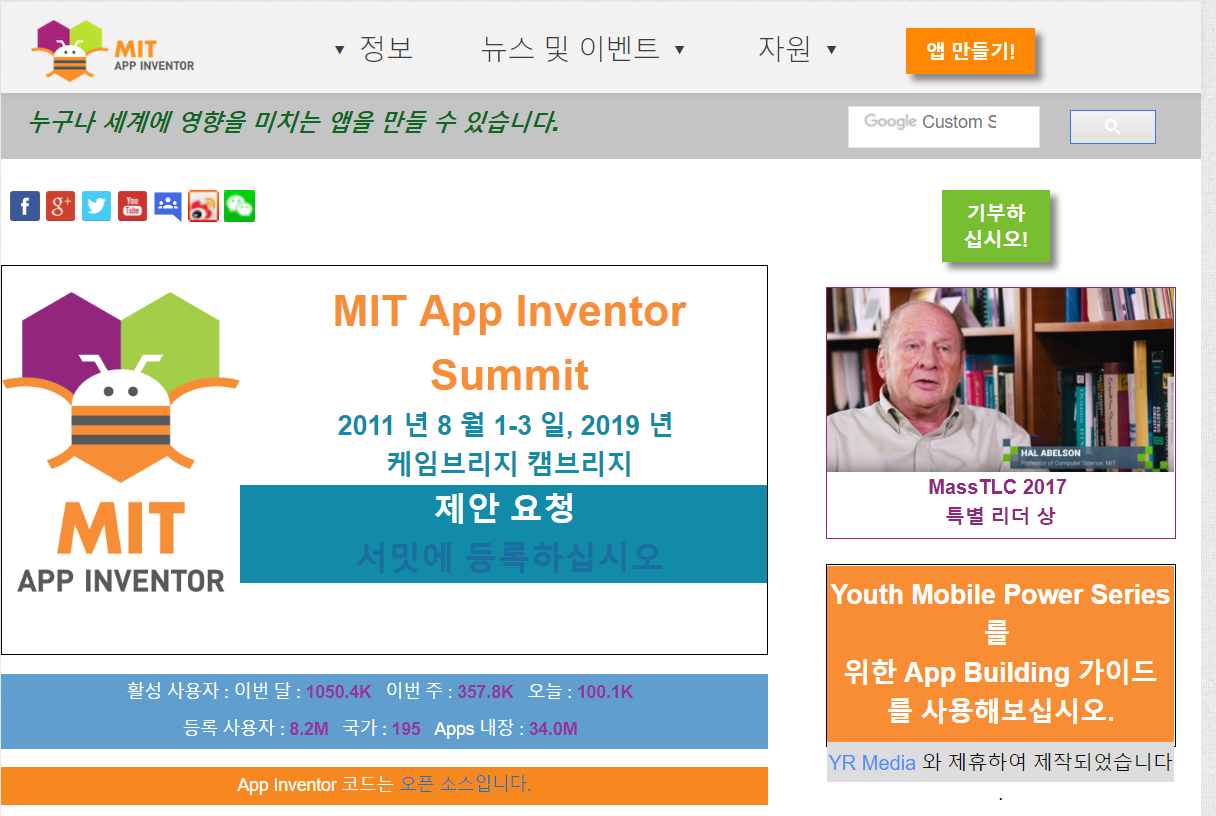 MIT
APP INVENTOR
▼ 정보
뉴스 및 이벤트 ▼
자원 ▼
앱 만들기!
누구나 세계에 영향을 미치는 앱을 만들 수 있습니다.
Google Custom S
f
g+
You
Tube
기부하
십시오!
MIT
APP INVENTOR
MIT App Inventor
Summit
2011 년 8 월 1-3 일, 2019 년
케임브리지 캠브리지
제안 요청
서밋에 등록하십시오
HAL ABELSON
Professor of Computer Science, MIT
MassTLC 2017
특별 리더 상
Youth Mobile Power Series
를
위한 App Building 가이드
를 사용해보십시오.
YR Media 와 제휴하여 제작되었습니다
.
활성 사용자 : 이번 달 : 1050.4K 이번 주 : 357.8K 오늘 : 100.1K
등록 사용자 : 8.2M 국가 : 195 Apps 내장 : 34.0M
App Inventor 코드는 오픈 소스입니다.